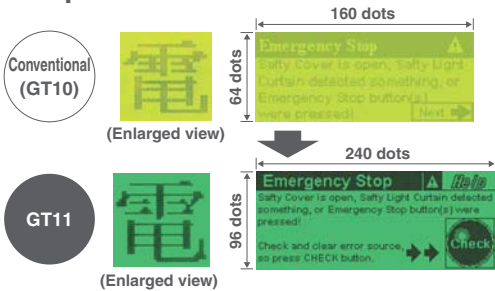 160 dots
Conventional
(GT10)
電
(Enlarged view)
64 dots
Emergency Stop
Safty Cover is open, Safty Light
Curtain detected something, or
Emergency Stop button(s)
were pressed!
Next
240 dots
GT11
電
(Enlarged view)
96 dots
Emergency Stop
Help
Safty Cover is open, Safty Light Curtain detected
something, or Emergency Stop button(s) were
pressed!
Check and clear error source,
so press CHECK button.
Check